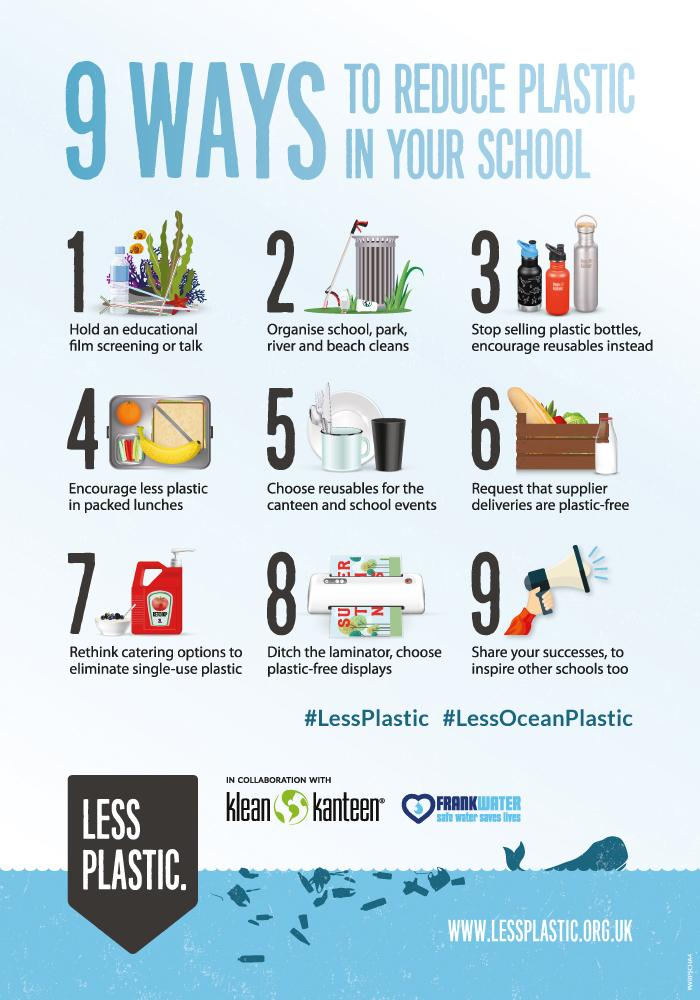 9 WAYS TO REDUCE PLASTIC
IN YOUR SCHOOL
1
Hold an educational
film screening or talk
2
Organise school, park,
river and beach cleans
3
Stop selling plastic bottles,
encourage reusables instead
4
Encourage less plastic
in packed lunches
5
Choose reusables for the
canteen and school events
6
Request that supplier
deliveries are plastic-free
7
KETCHUP
Rethink catering options to
eliminate single-use plastic
8
Ditch the laminator, choose
plastic-free displays
9
Share your successes, to
inspire other schools too
#LessPlastic #LessOceanPlastic
LESS
PLASTIC.
IN COLLABORATION WITH
klean kanteen®
FRANKWATER
safe water saves lives
WWW.LESSPLASTIC.ORG.UK